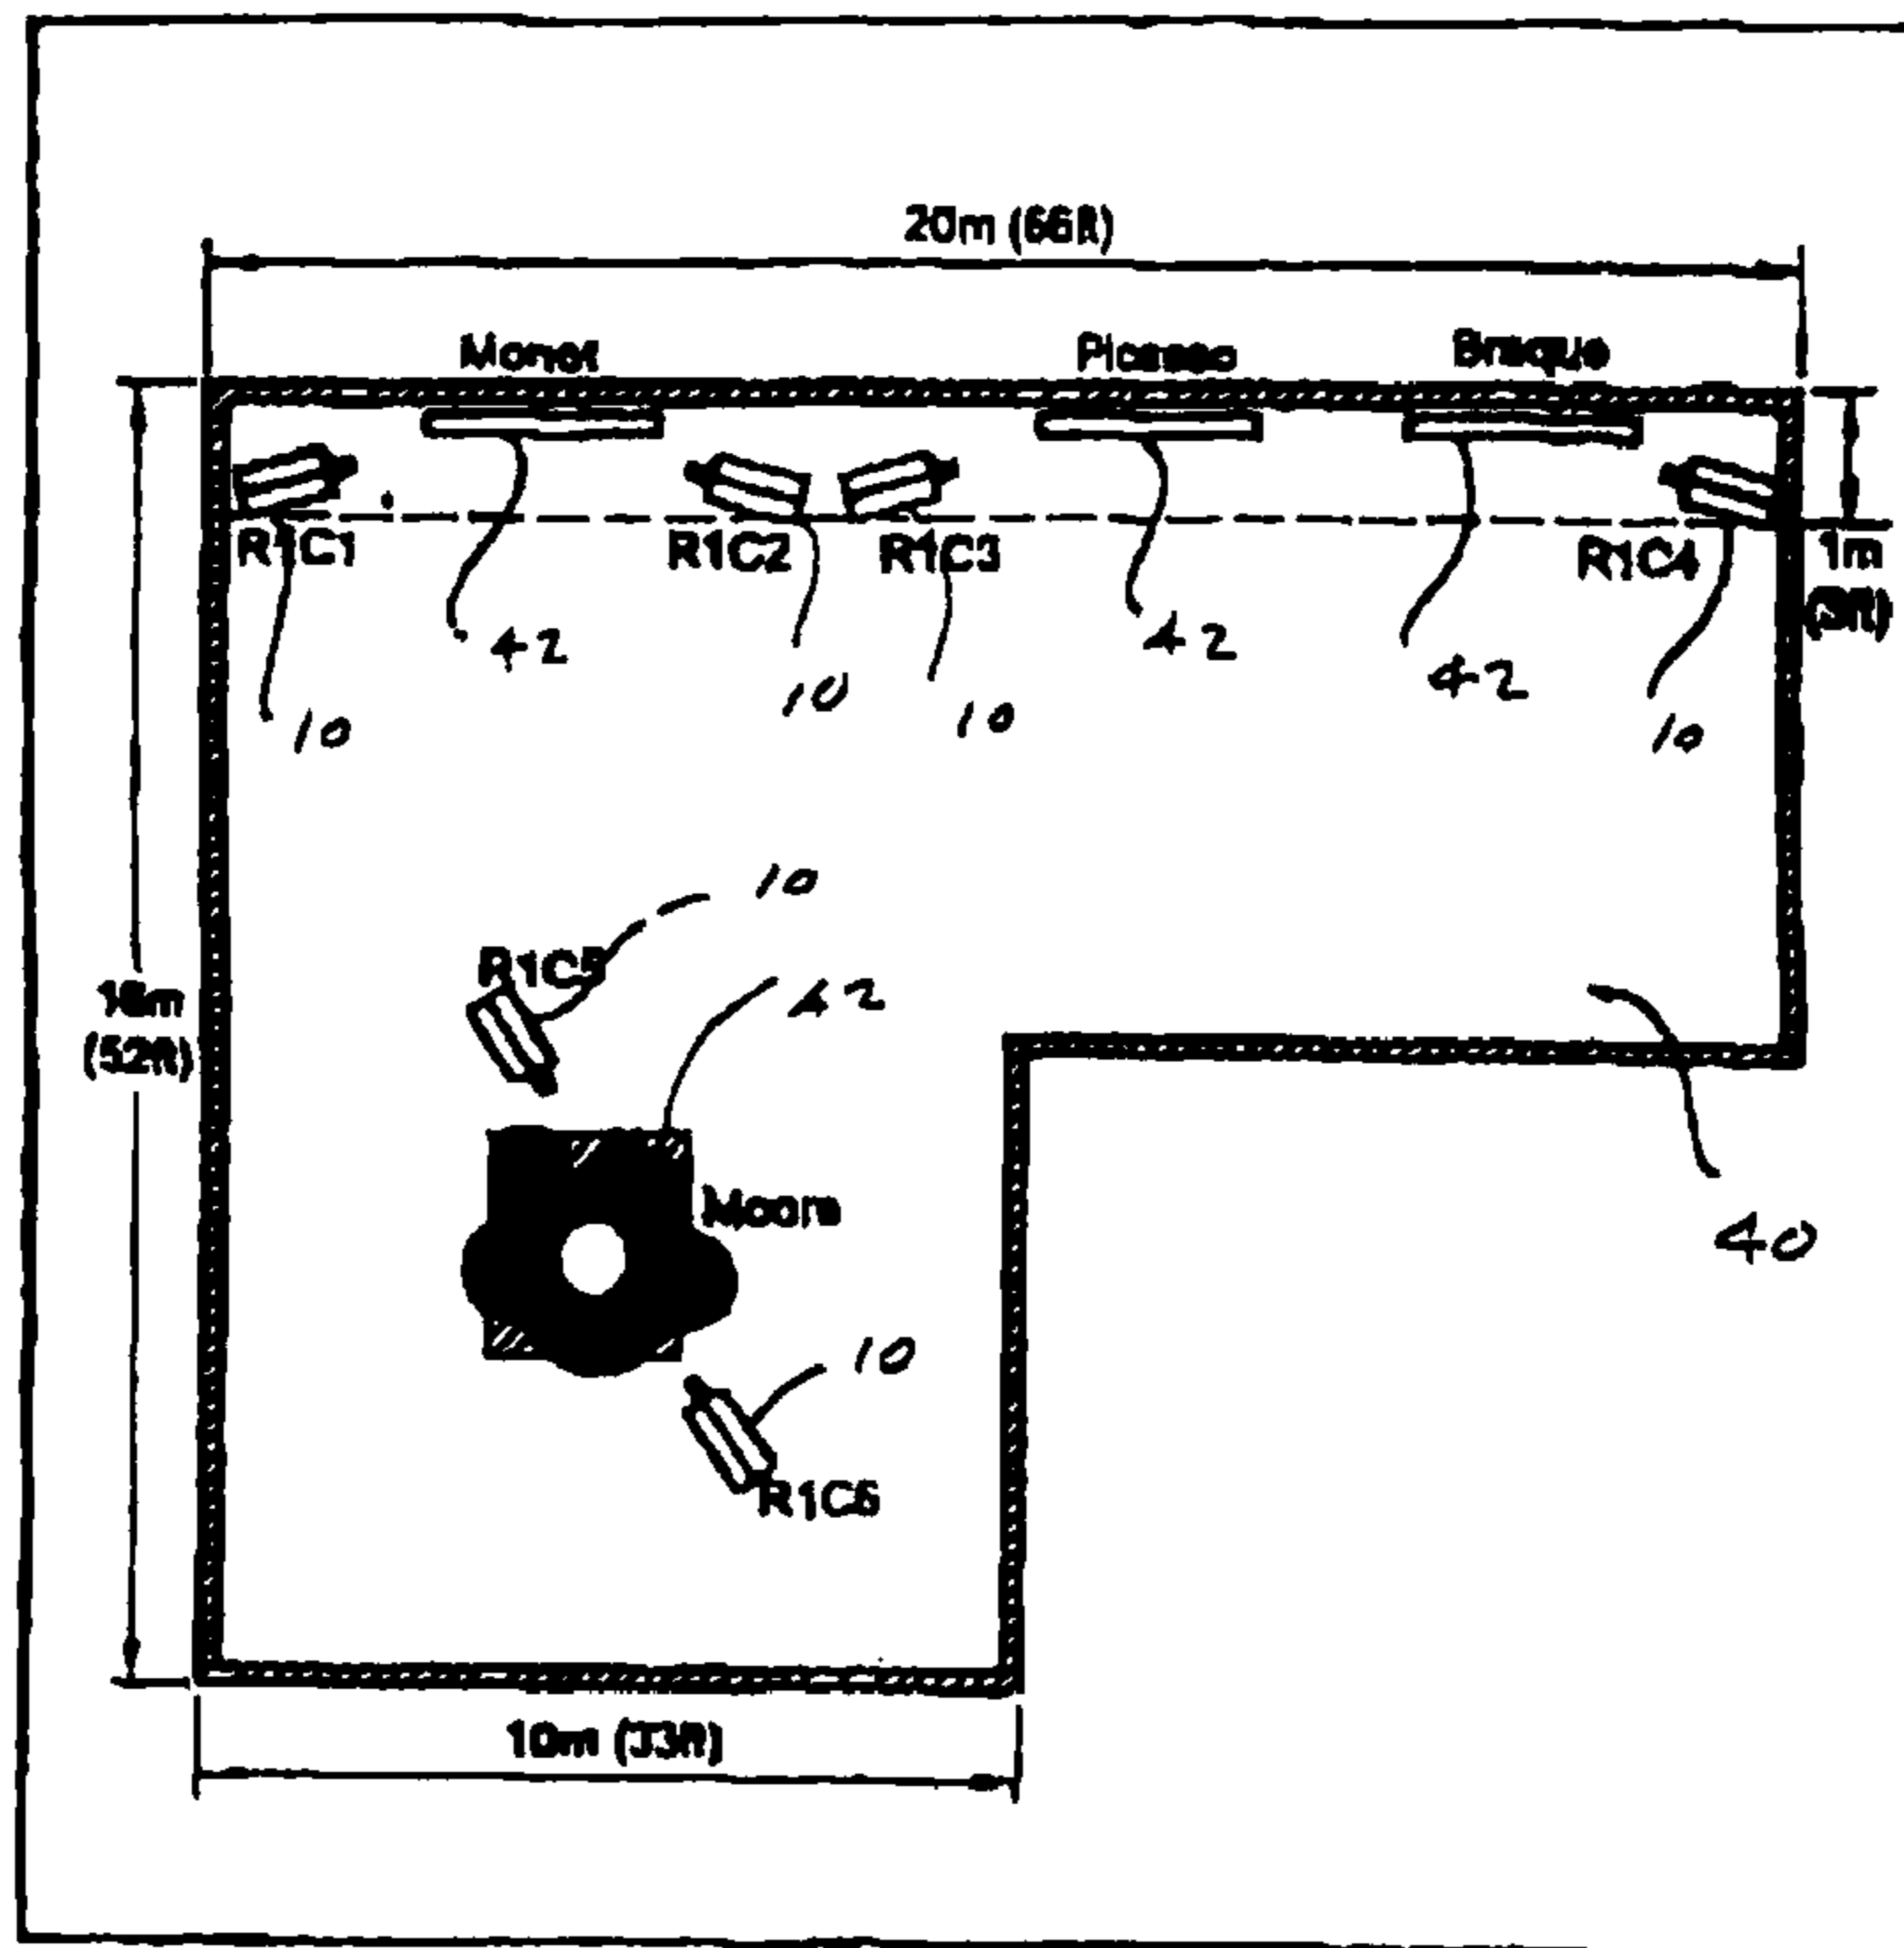 20m (66ft)
Monet
Picasso
Braque
R1C1
R1C2
R1C3
R1C4
1m
(3ft)
42
42
42
10
10
10
10
10
R1C5
42
16m
(52ft)
Moore
40
10
R1C6
10m (33ft)